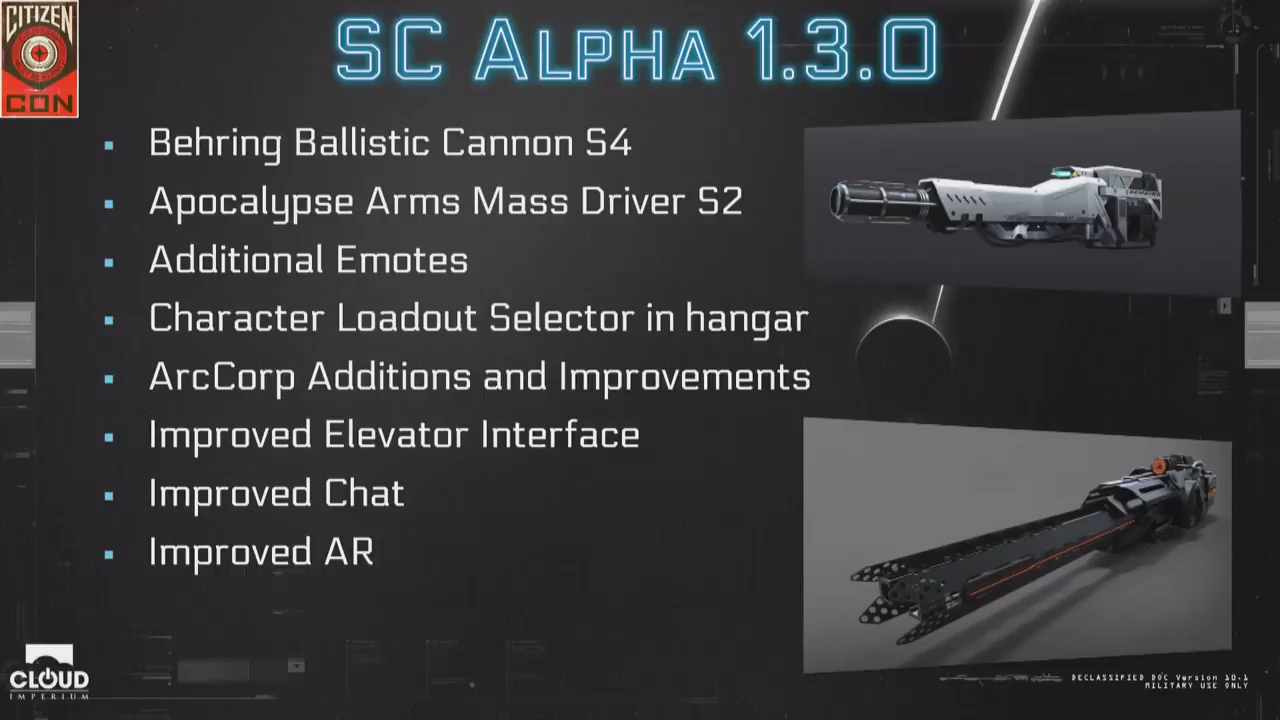 CITIZEN
CON
SC Alpha 1.3.0
Behring Ballistic Cannon S4
Apocalypse Arms Mass Driver S2
Additional Emotes
Character Loadout Selector in hangar
ArcCorp Additions and Improvements
Improved Elevator Interface
Improved Chat
Improved AR
CLOUD
IMPERIUM
DECLASSIFIED DOC Version 10.1
MILITARY USE ONLY